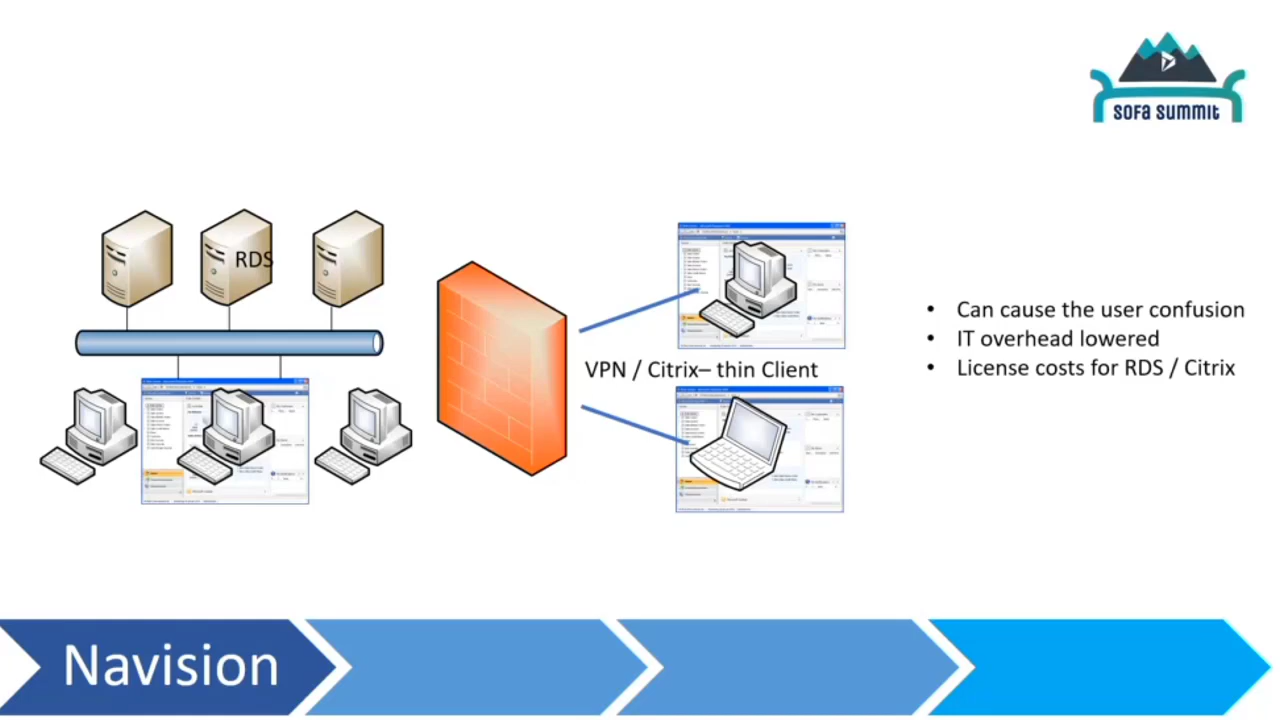 SOFA SUMMIT
RDS
VPN / Citrix– thin Client
• Can cause the user confusion
• IT overhead lowered
• License costs for RDS / Citrix
Navision